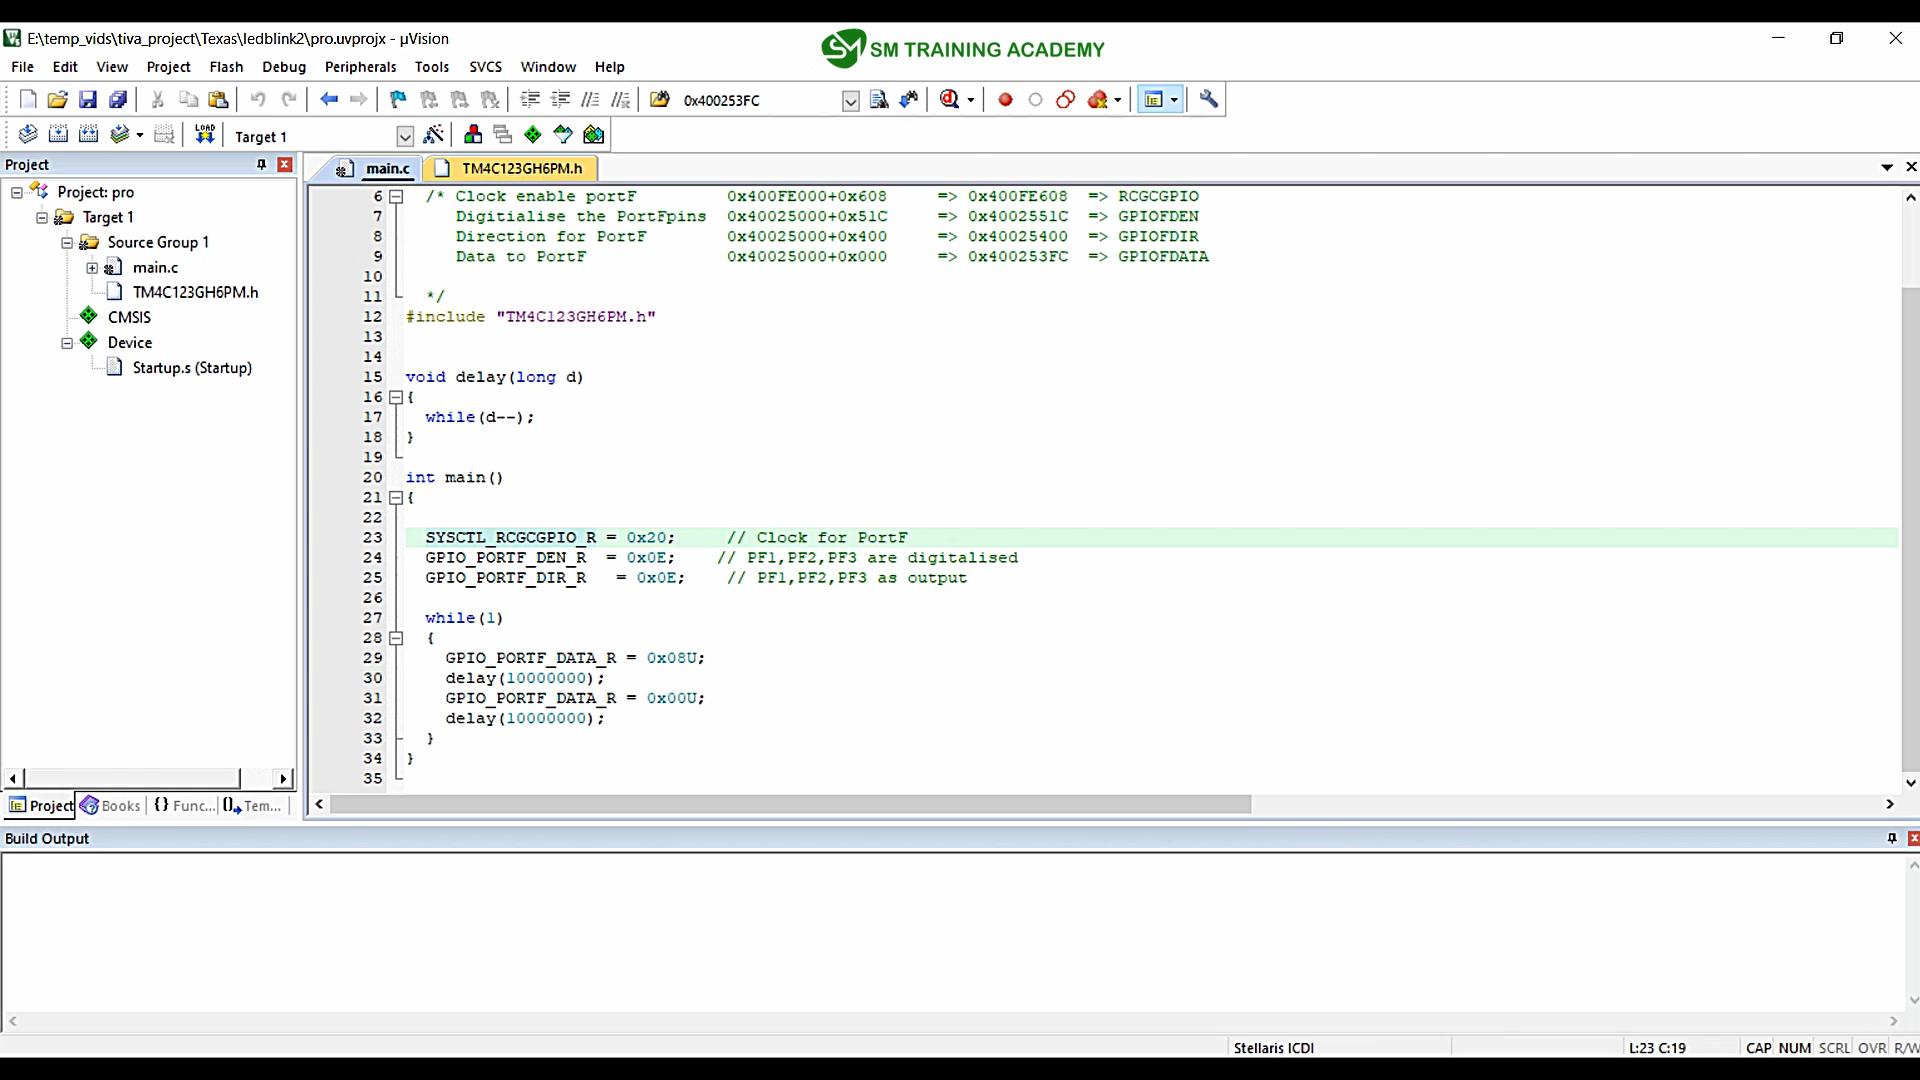 E:\temp_vids\tiva_project\Texas\ledblink2\pro.uvprojx - µVision
SM TRAINING ACADEMY
File Edit View Project Flash Debug Peripherals Tools SVCS Window Help
0x400253FC
LOAD
Target 1
Project
main.c
TM4C123GH6PM.h
Project: pro
Target 1
Source Group 1
main.c
TM4C123GH6PM.h
CMSIS
Device
Startup.s (Startup)
6 /* Clock enable portF 0x400FE000+0x608 => 0x400FE608 => RCGCGPIO
7 Digitialise the PortFpins 0x40025000+0x51C => 0x4002551C => GPIOFDEN
8 Direction for PortF 0x40025000+0x400 => 0x40025400 => GPIOFDIR
9 Data to PortF 0x40025000+0x000 => 0x400253FC => GPIOFDATA
10
11 */
12 #include "TM4C123GH6PM.h"
13
14
15 void delay(long d)
16 {
17 while(d--);
18 }
19
20 int main()
21 {
22
23 SYSCTL_RCGCGPIO_R = 0x20; // Clock for PortF
24 GPIO_PORTF_DEN_R = 0x0E; // PF1,PF2,PF3 are digitalised
25 GPIO_PORTF_DIR_R = 0x0E; // PF1,PF2,PF3 as output
26
27 while(1)
28 {
29 GPIO_PORTF_DATA_R = 0x08U;
30 delay(10000000);
31 GPIO_PORTF_DATA_R = 0x00U;
32 delay(10000000);
33 }
34 }
35
Project Books {} Func... Tem...
Build Output
Stellaris ICDI L:23 C:19 CAP NUM SCRL OVR R/W